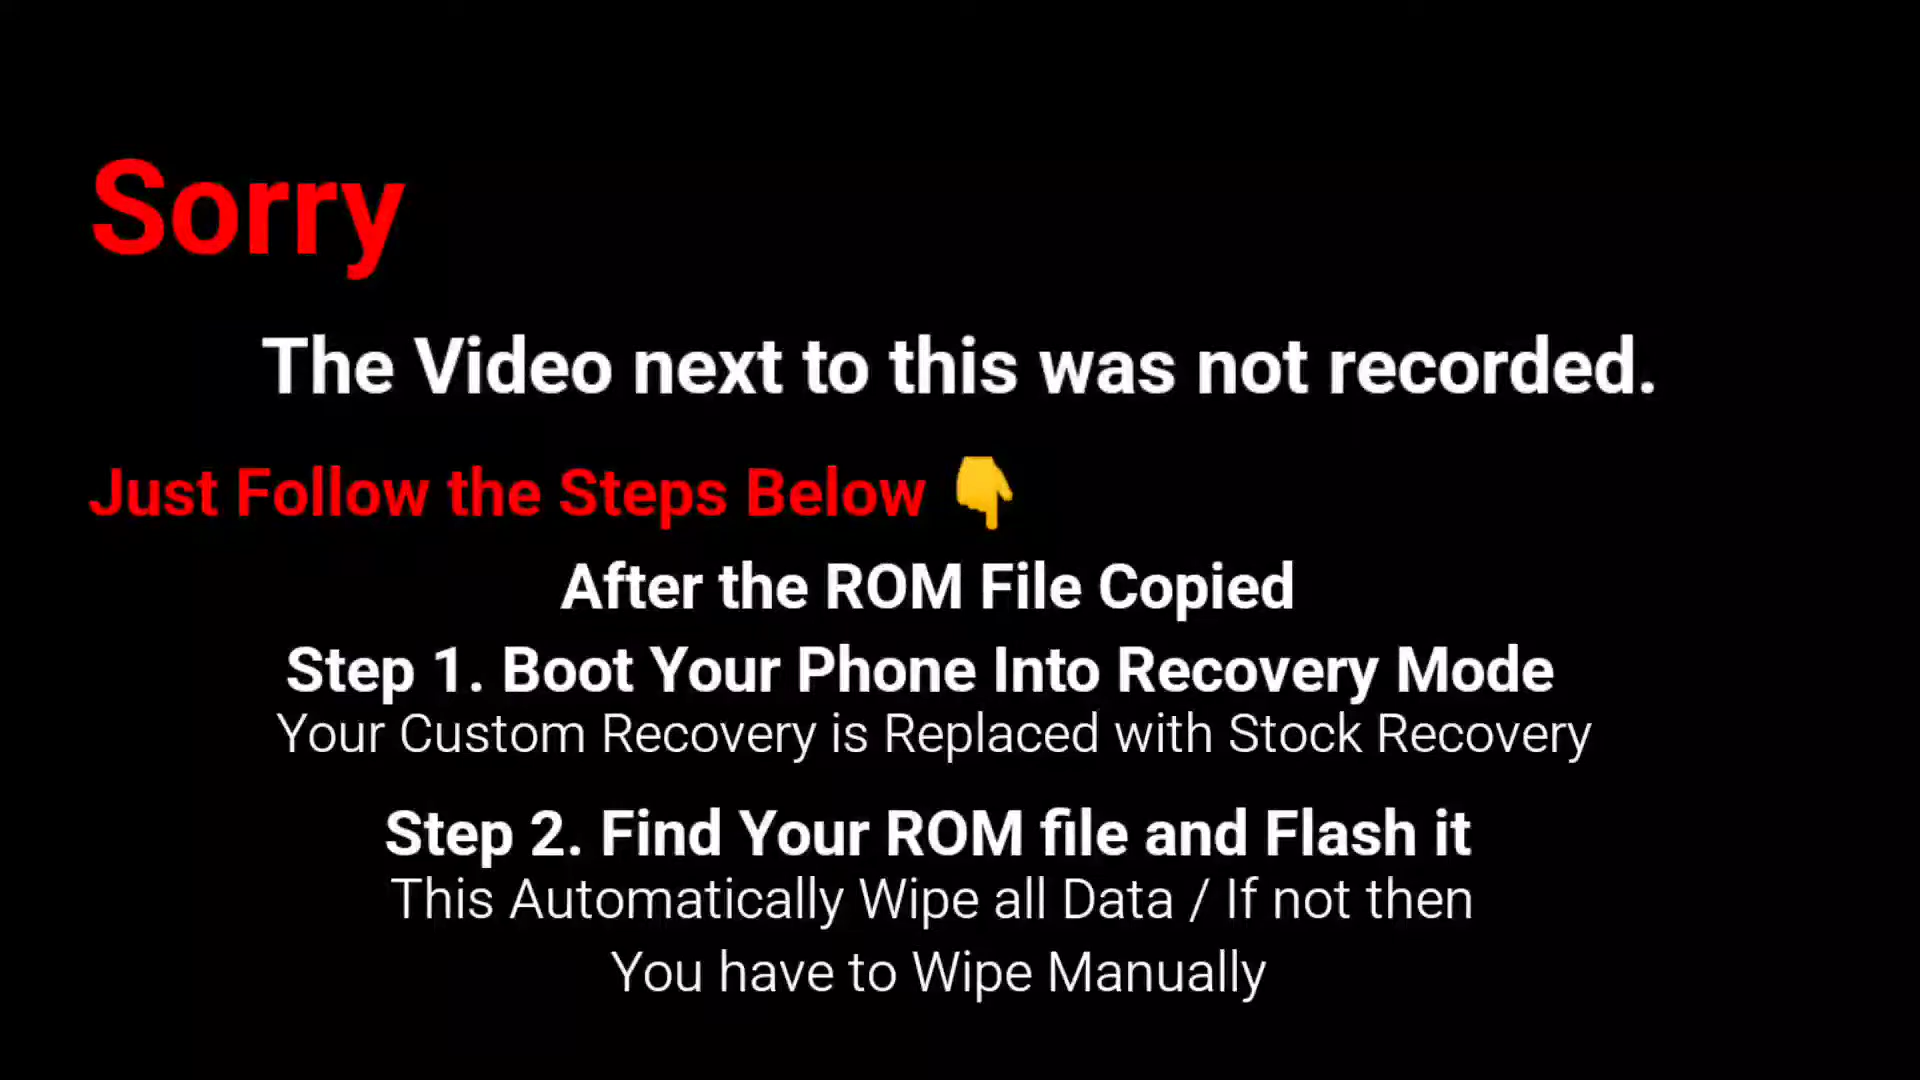 Sorry
The Video next to this was not recorded.
Just Follow the Steps Below 👇
After the ROM File Copied
Step 1. Boot Your Phone Into Recovery Mode
Your Custom Recovery is Replaced with Stock Recovery
Step 2. Find Your ROM file and Flash it
This Automatically Wipe all Data / If not then
You have to Wipe Manually